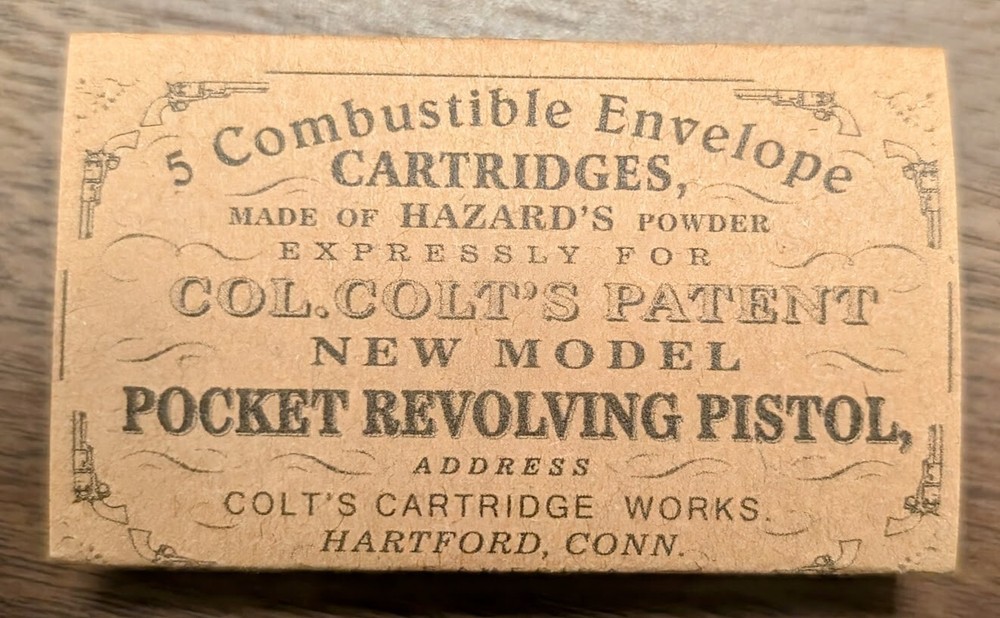 5 Combustible Envelope
CARTRIDGES,
MADE OF HAZARD'S POWDER
EXPRESSLY FOR
COL.COLT'S PATENT
NEW MODEL
POCKET REVOLVING PISTOL,
ADDRESS
COLT'S CARTRIDGE WORKS.
HARTFORD, CONN.